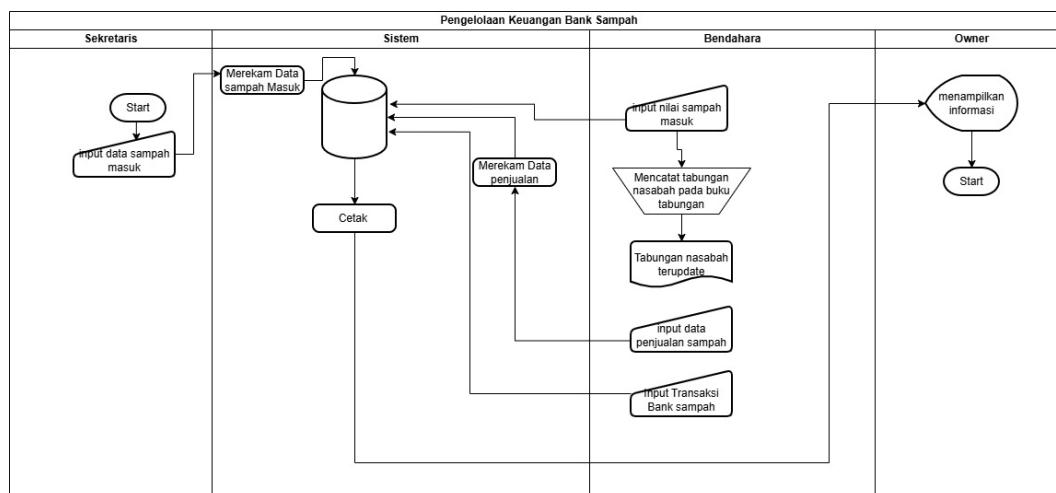 Pengelolaan Keuangan Bank Sampah
Sekretaris
Sistem
Bendahara
Owner
Start
input data sampah
masuk
Merekam Data
sampah Masuk
Cetak
Merekam Data
penjualan
input nilai sampah
masuk
Mencatat tabungan
nasabah pada buku
tabungan
Tabungan nasabah
terupdate
input data
penjualan sampah
Input Transaksi
Bank sampah
menampilkan
informasi
Start